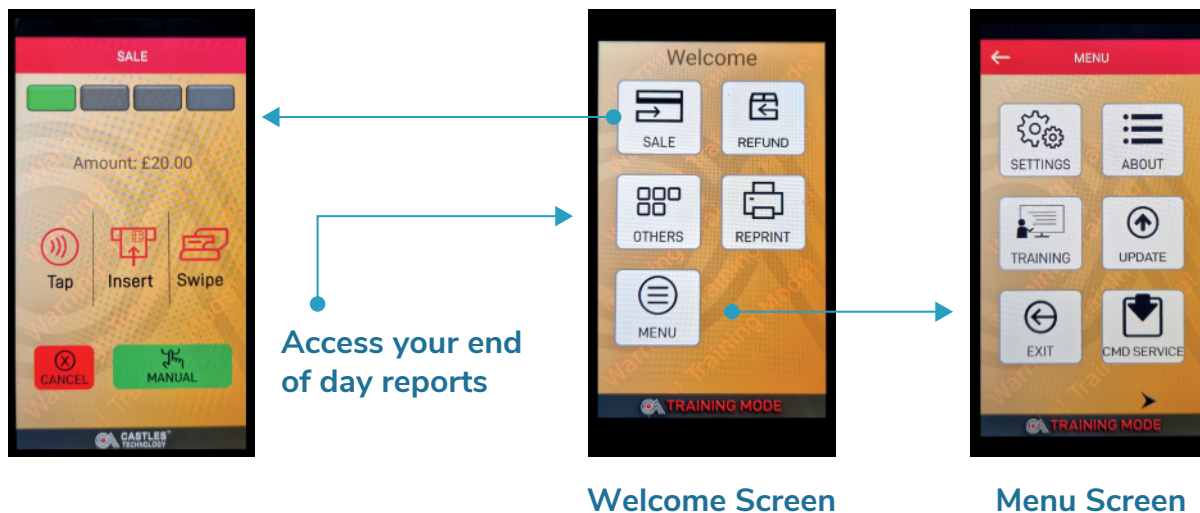 SALE
Amount: £20.00
Tap
Insert
Swipe
CANCEL
MANUAL
CASTLES
TECHNOLOGY
Access your end
of day reports
Welcome
SALE
REFUND
OTHERS
REPRINT
MENU
TRAINING MODE
Welcome Screen
MENU
SETTINGS
ABOUT
TRAINING
UPDATE
EXIT
CMD SERVICE
TRAINING MODE
Menu Screen